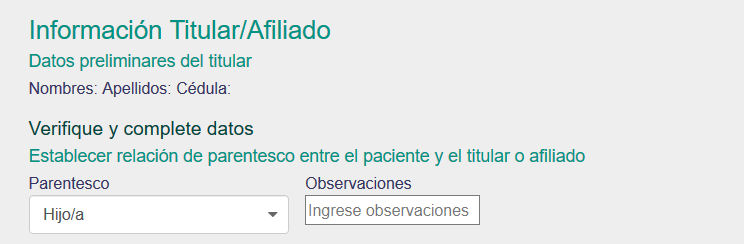 Información Titular/Afiliado
Datos preliminares del titular
Nombres: Apellidos: Cédula:
Verifique y complete datos
Establecer relación de parentesco entre el paciente y el titular o afiliado
Parentesco Observaciones
Hijo/a Ingrese observaciones